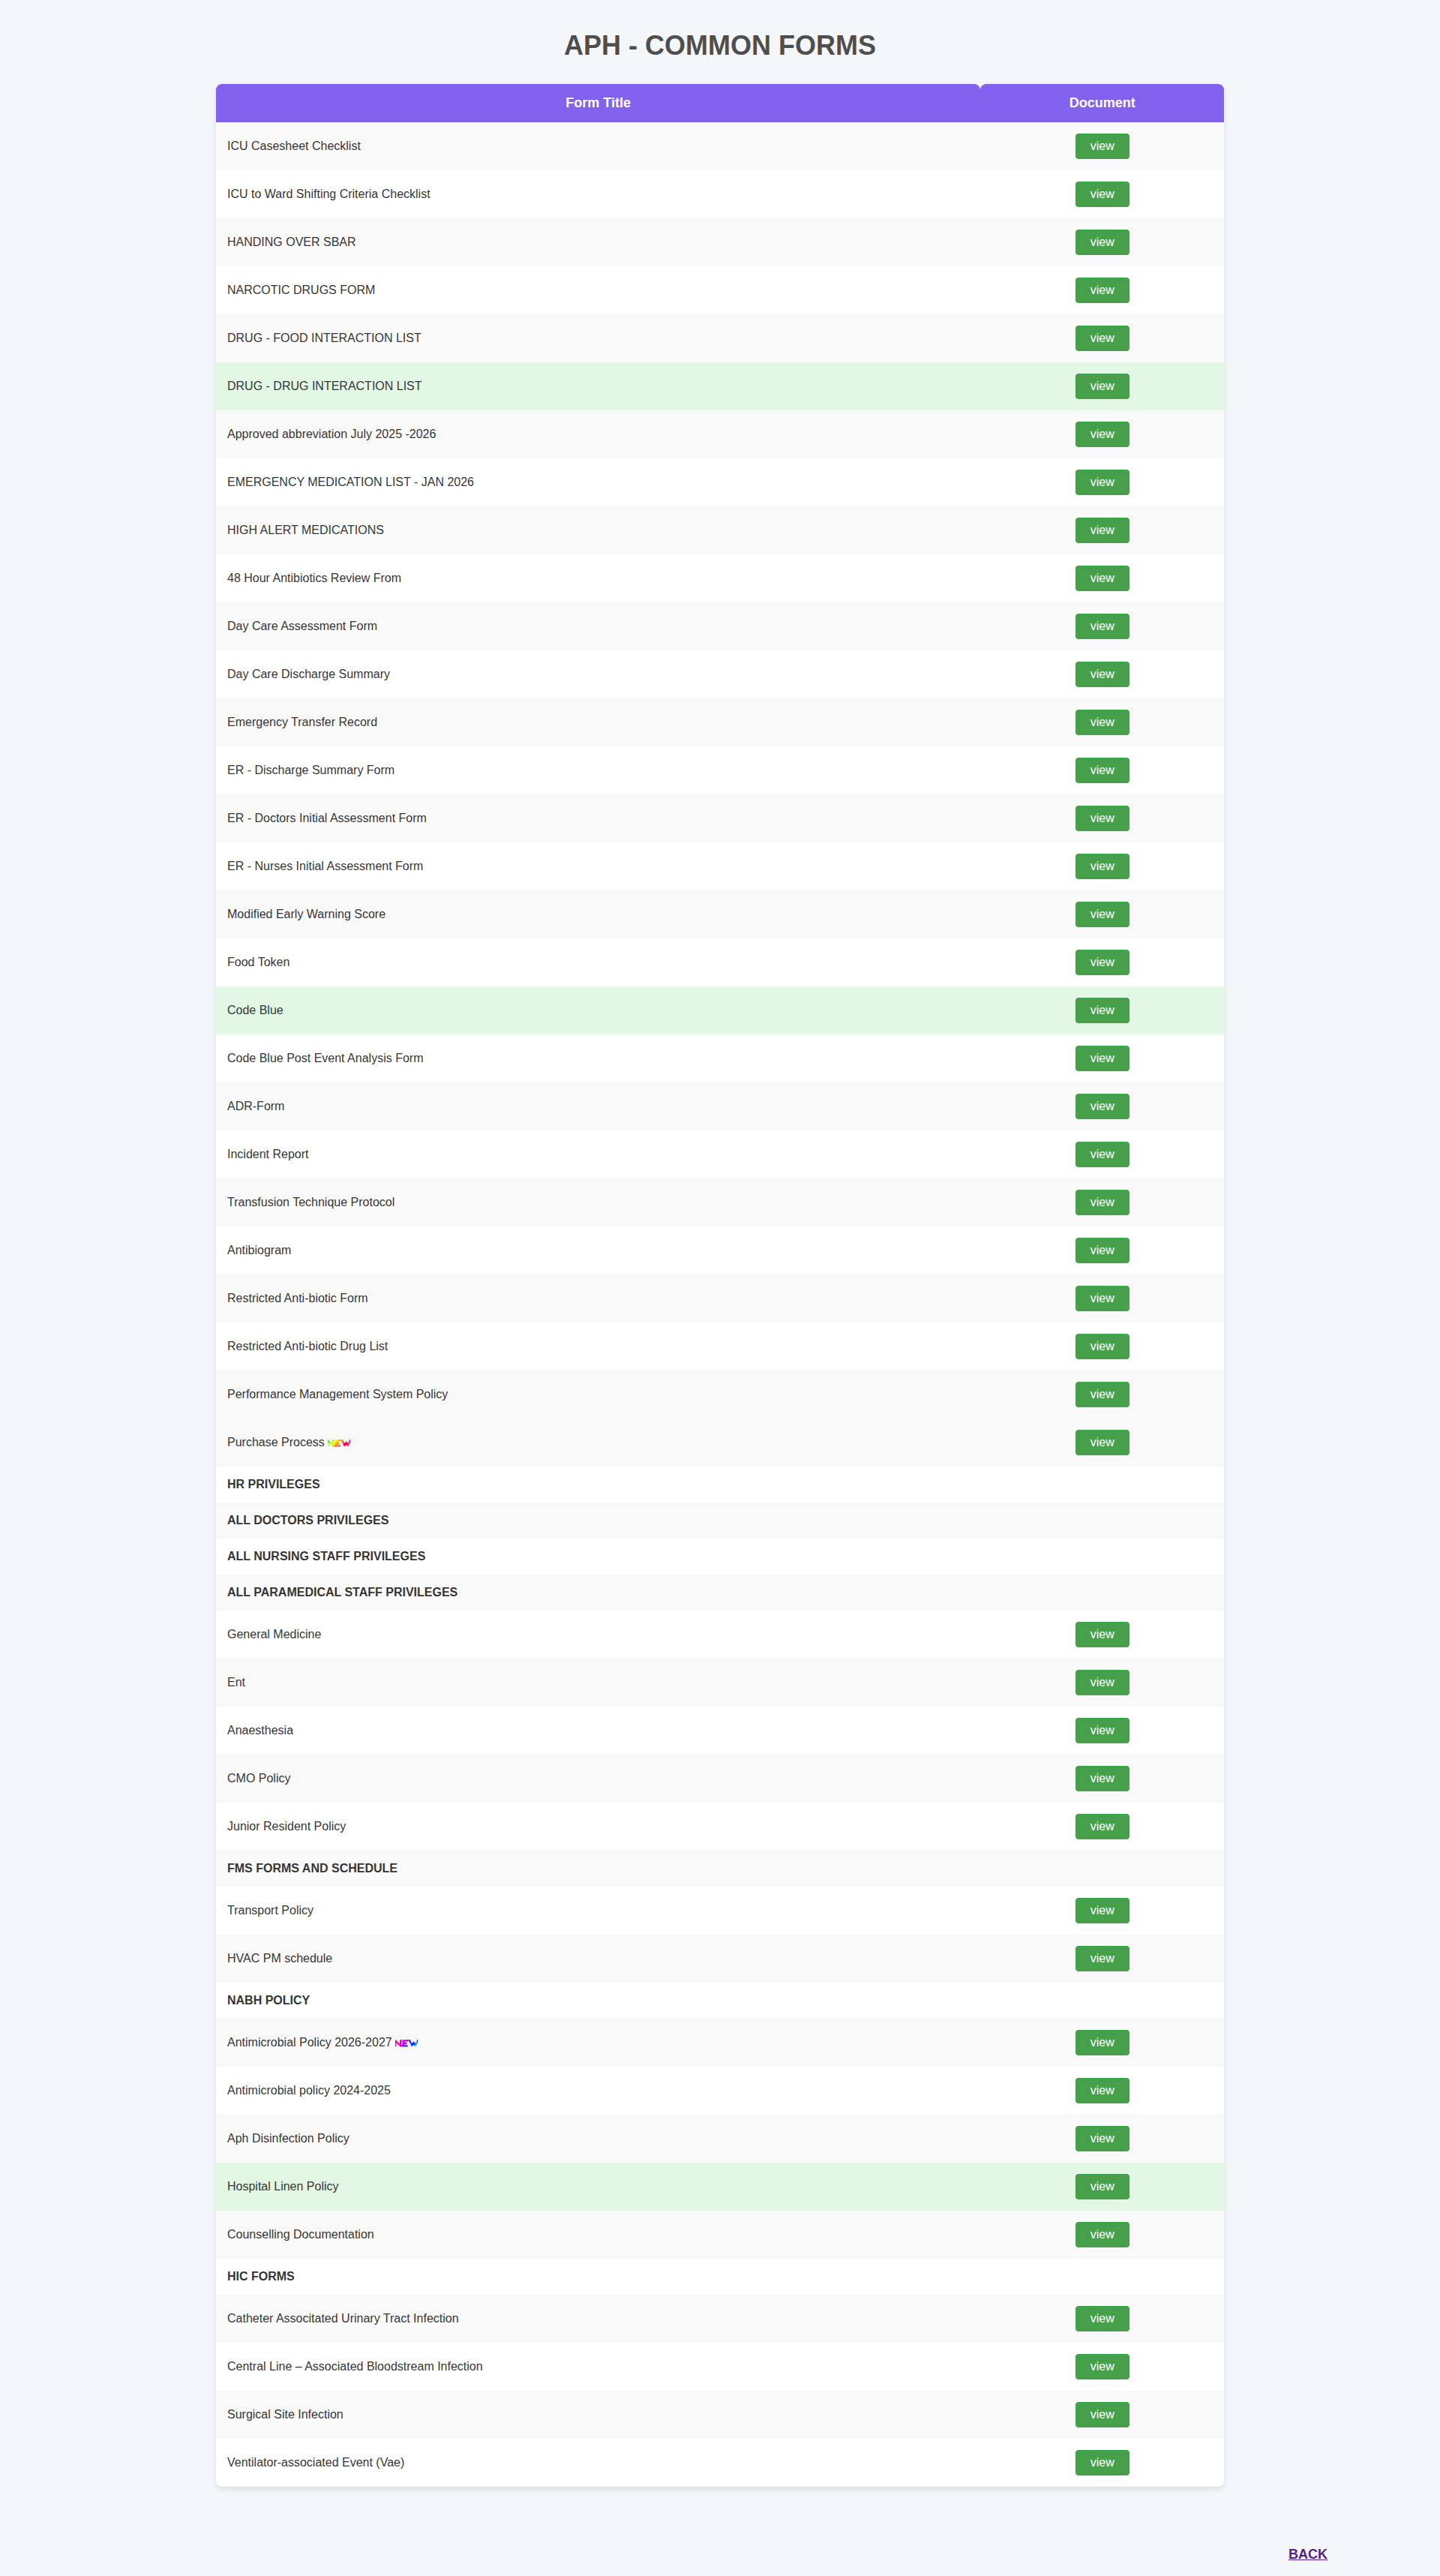 APH - COMMON FORMS
Form Title Document
ICU Casesheet Checklist view
ICU to Ward Shifting Criteria Checklist view
HANDING OVER SBAR view
NARCOTIC DRUGS FORM view
DRUG - FOOD INTERACTION LIST view
DRUG - DRUG INTERACTION LIST view
Approved abbreviation July 2025 -2026 view
EMERGENCY MEDICATION LIST - JAN 2026 view
HIGH ALERT MEDICATIONS view
48 Hour Antibiotics Review From view
Day Care Assessment Form view
Day Care Discharge Summary view
Emergency Transfer Record view
ER - Discharge Summary Form view
ER - Doctors Initial Assessment Form view
ER - Nurses Initial Assessment Form view
Modified Early Warning Score view
Food Token view
Code Blue view
Code Blue Post Event Analysis Form view
ADR-Form view
Incident Report view
Transfusion Technique Protocol view
Antibiogram view
Restricted Anti-biotic Form view
Restricted Anti-biotic Drug List view
Performance Management System Policy view
Purchase Process NEW view
HR PRIVILEGES
ALL DOCTORS PRIVILEGES
ALL NURSING STAFF PRIVILEGES
ALL PARAMEDICAL STAFF PRIVILEGES
General Medicine view
Ent view
Anaesthesia view
CMO Policy view
Junior Resident Policy view
FMS FORMS AND SCHEDULE
Transport Policy view
HVAC PM schedule view
NABH POLICY
Antimicrobial Policy 2026-2027 NEW view
Antimicrobial policy 2024-2025 view
Aph Disinfection Policy view
Hospital Linen Policy view
Counselling Documentation view
HIC FORMS
Catheter Associtated Urinary Tract Infection view
Central Line – Associated Bloodstream Infection view
Surgical Site Infection view
Ventilator-associated Event (Vae) view
BACK